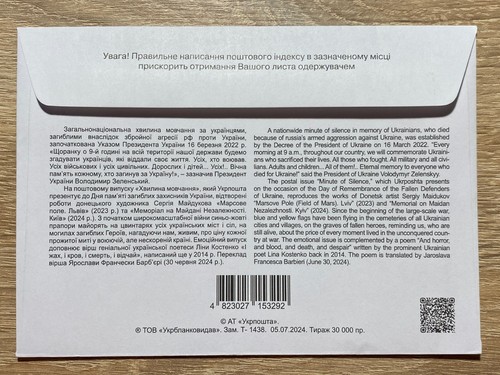 Увага! Правильне написання поштового індексу в зазначеному місці
прискорить отримання Вашого листа одержувачем
Загальнонаціональна хвилина мовчання за українцями,
загиблими внаслідок збройної агресії рф проти України,
започаткована Указом Президента України 16 березня 2022 р.
«Щоранку о 9-й годині на всій території нашої держави будемо
згадувати українців, які віддали своє життя. Усіх, хто воював.
Усіх військових і усіх цивільних. Дорослих і дітей... Усіх!.. Вічна
пам'ять кожному, хто загинув за Україну!», – зазначив Президент
України Володимир Зеленський.
На поштовому випуску «Хвилина мовчання», який Укрпошта
презентує до Дня пам'яті загиблих захисників України, відтворені
роботи донецького художника Сергія Майдукова «Марсове
поле. Львів» (2023 р.) та «Меморіал на Майдані Незалежності.
Київ» (2024 р.). З початком широкомасштабної війни синьо-жовті
прапори майорять на цвинтарях усіх українських міст і сіл, на
могилах загиблих Героїв, нагадуючи нам, живим, про ціну кожної
прожитої миті у воюючій, але нескореній країні. Емоційний випуск
доповнює вірш геніальної української поетеси Ліни Костенко «І
жах, і кров, і смерть, і відчай», написаний ще у 2014 р. Переклад
вірша Ярослави Франчески Барб'єрі (30 червня 2024 р.).
A nationwide minute of silence in memory of Ukrainians, who died
because of russia's armed aggression against Ukraine, was established
by the Decree of the President of Ukraine on 16 March 2022. "Every
morning at 9 a.m., throughout our country, we will commemorate Ukraini-
ans who sacrificed their lives. All those who fought. All military and all civi-
lians. Adults and children... All of them!.. Eternal memory to everyone who
died for Ukraine!" said the President of Ukraine Volodymyr Zelenskyy.
The postal issue "Minute of Silence," which Ukrposhta presents
on the occasion of the Day of Remembrance of the Fallen Defenders
of Ukraine, reproduces the works of Donetsk artist Sergiy Maidukov
"Marsove Pole (Field of Mars). Lviv" (2023) and "Memorial on Maidan
Nezalezhnosti. Kyiv" (2024). Since the beginning of the large-scale war,
blue and yellow flags have been flying in the cemeteries of all Ukrainian
cities and villages, on the graves of fallen heroes, reminding us, who are
still alive, about the price of every moment lived in the unconquered coun-
try at war. The emotional issue is complemented by a poem "And horror,
and blood, and death, and despair" written by the prominent Ukrainian
poet Lina Kostenko back in 2014. The poem is translated by Jaroslava
Francesca Barbieri (June 30, 2024).
4 823027 153292
© АТ «Укрпошта».
® ТОВ «Укрбланковидав». Зам. Т- 1438. 05.07.2024. Тираж 30 000 пр.